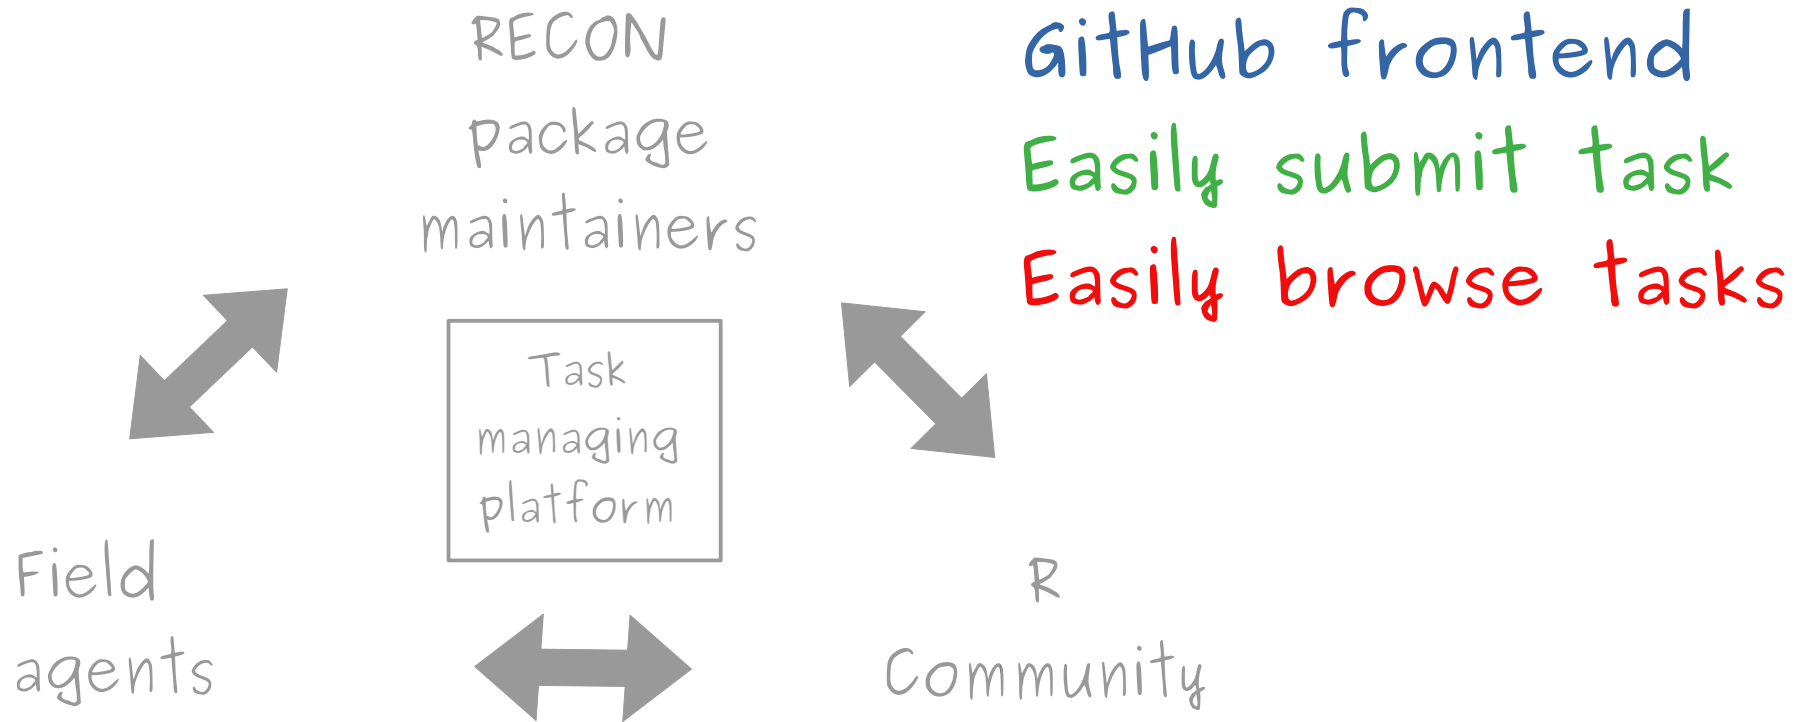 RECON
package
maintainers
GitHub frontend
Easily submit task
Easily browse tasks
Task
managing
platform
Field
agents
R
Community